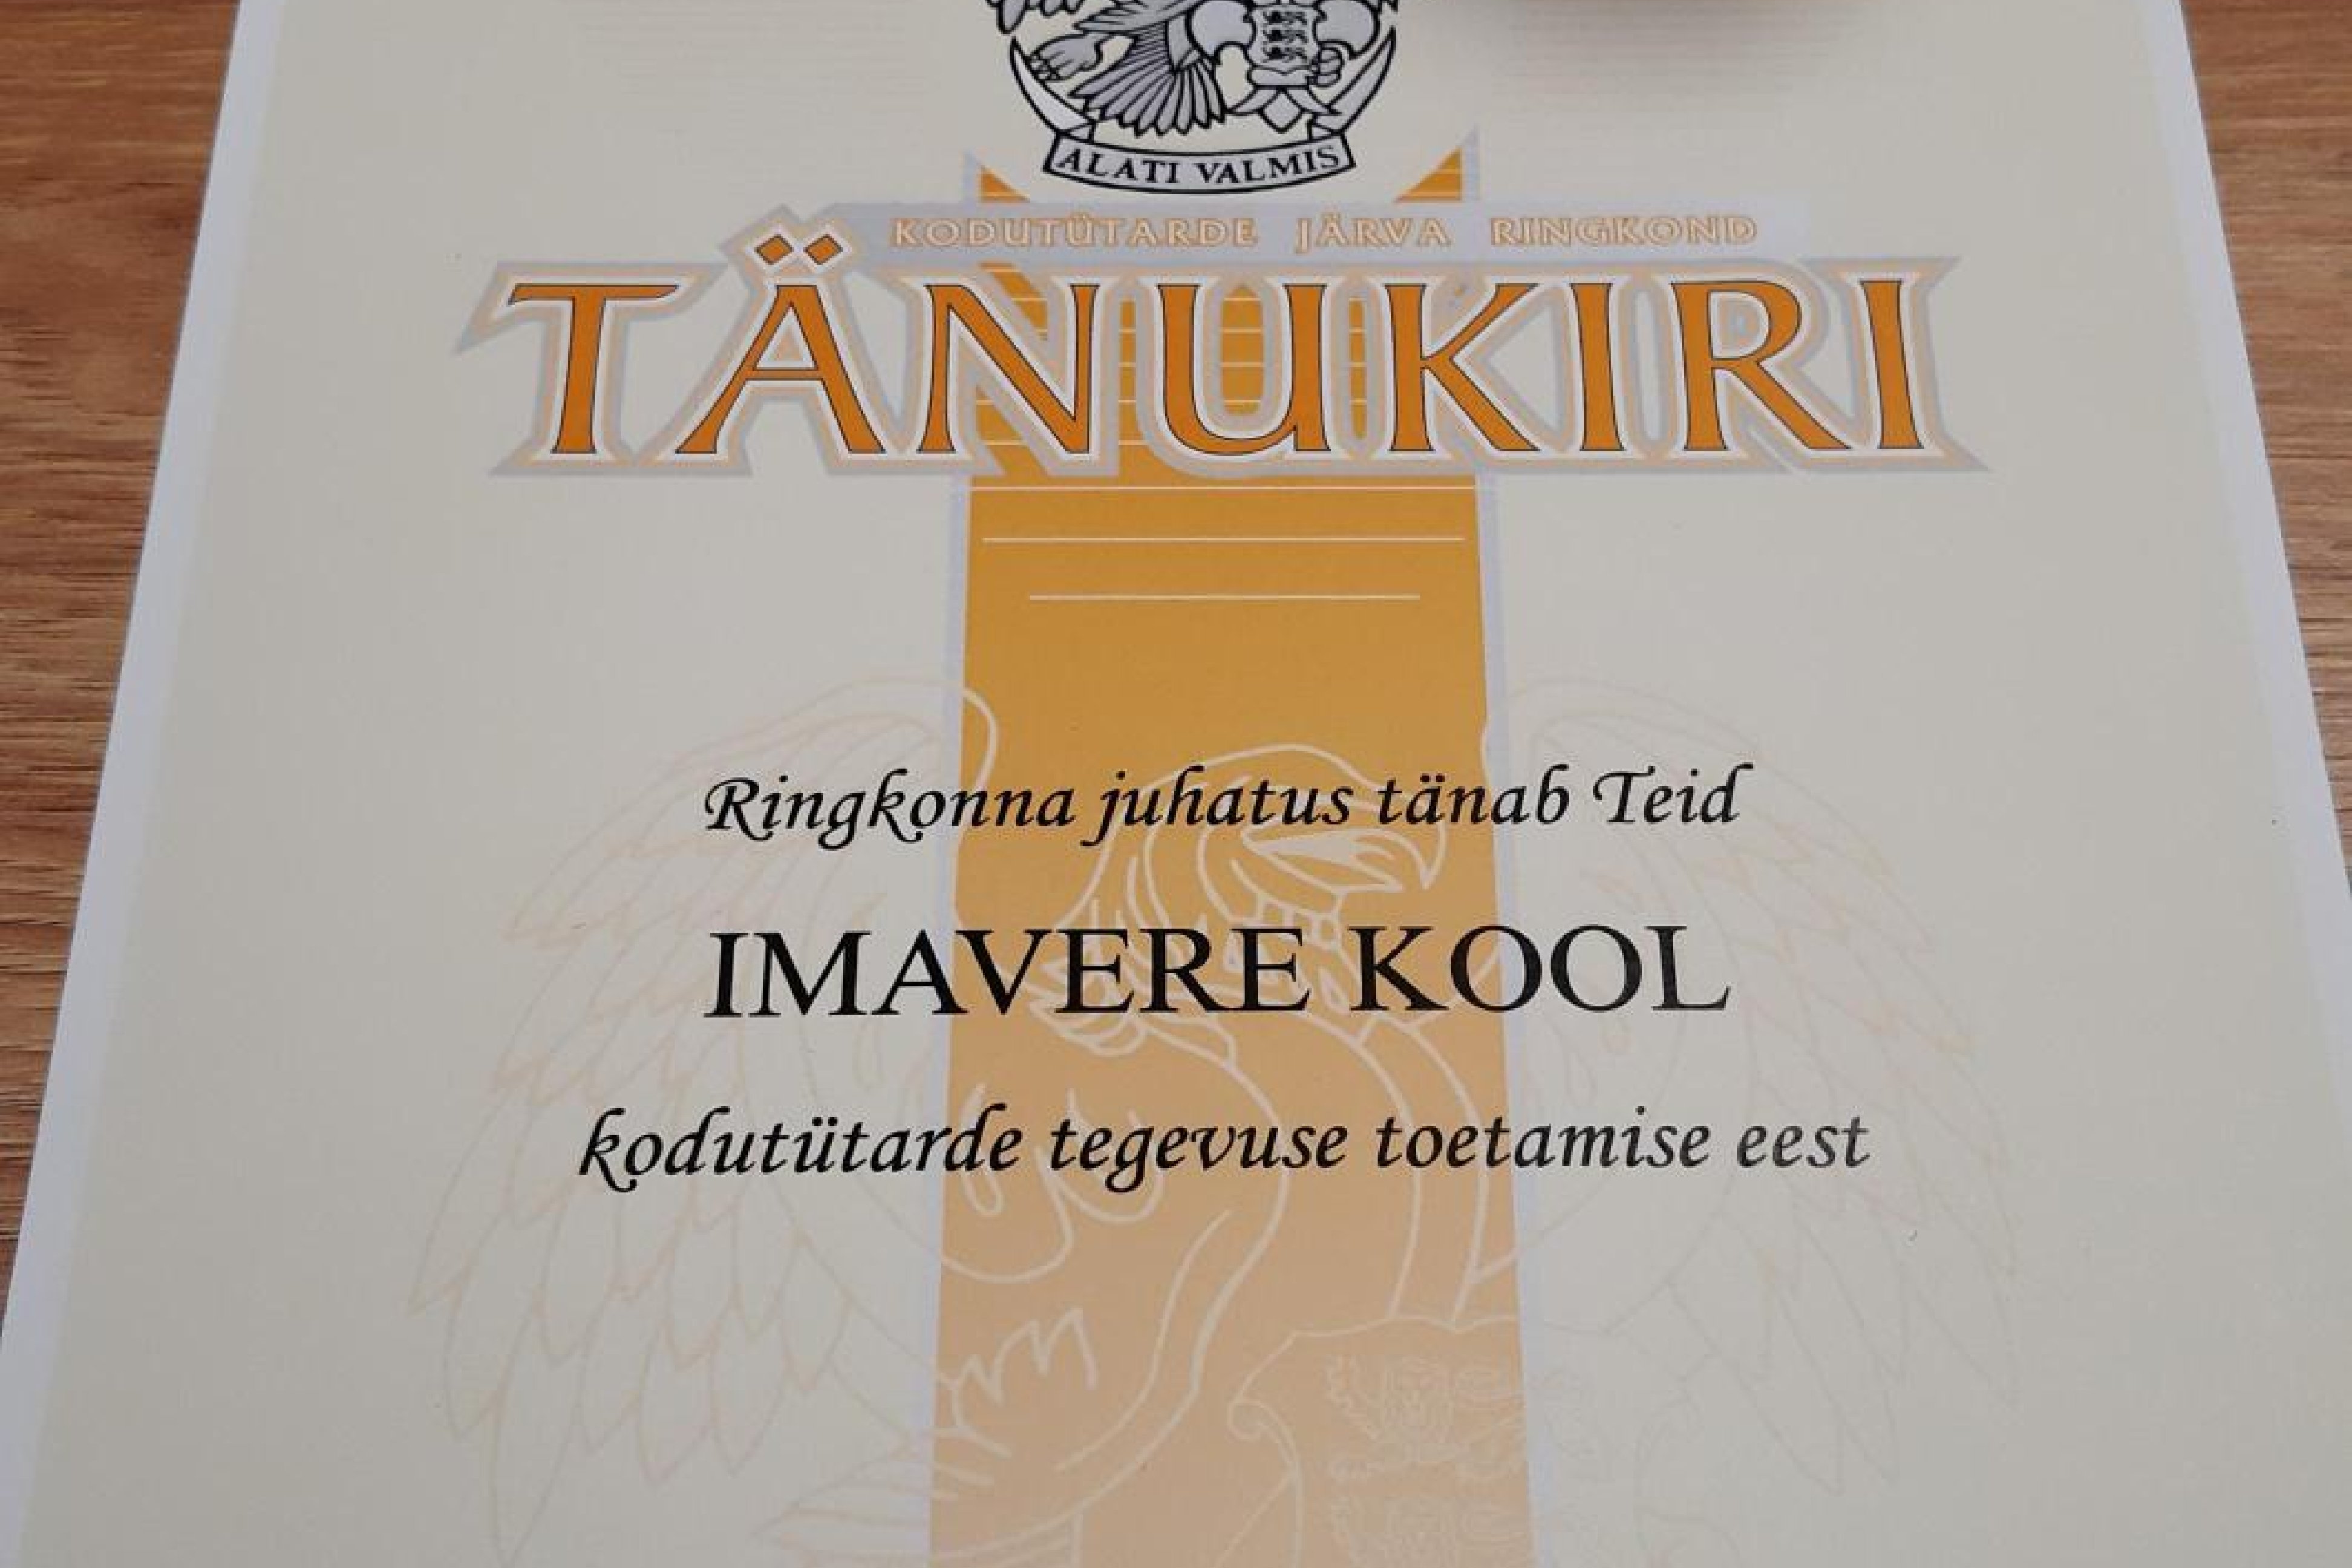 ALATI VALMIS
KODUTÜTARDE JÄRVA RINGKOND
TÄNUKIRI
Ringkonna juhatus tänab Teid
IMAVERE KOOL
kodutütarde tegevuse toetamise eest